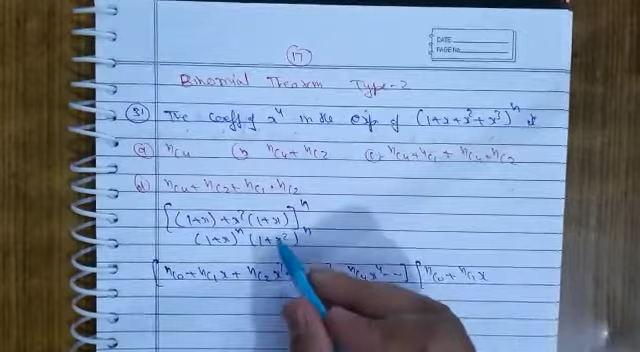 17
DATE
PAGE No.
Binomial Theorem Type-2
31 The coeff of x⁴ in the exp of (1+x+x²+x³)ⁿ is
a ⁿC₄ b ⁿC₄+ⁿC₂ c ⁿC₄+ⁿC₁+ⁿC₄.ⁿC₂
d ⁿC₄+ⁿC₂+ⁿC₁.ⁿC₂
[(1+x)+x²(1+x)]ⁿ
(1+x)ⁿ(1+x²)ⁿ
[ⁿC₀+ⁿC₁x+ⁿC₂x² ⁿC₄x⁴--][ⁿC₀+ⁿC₁x